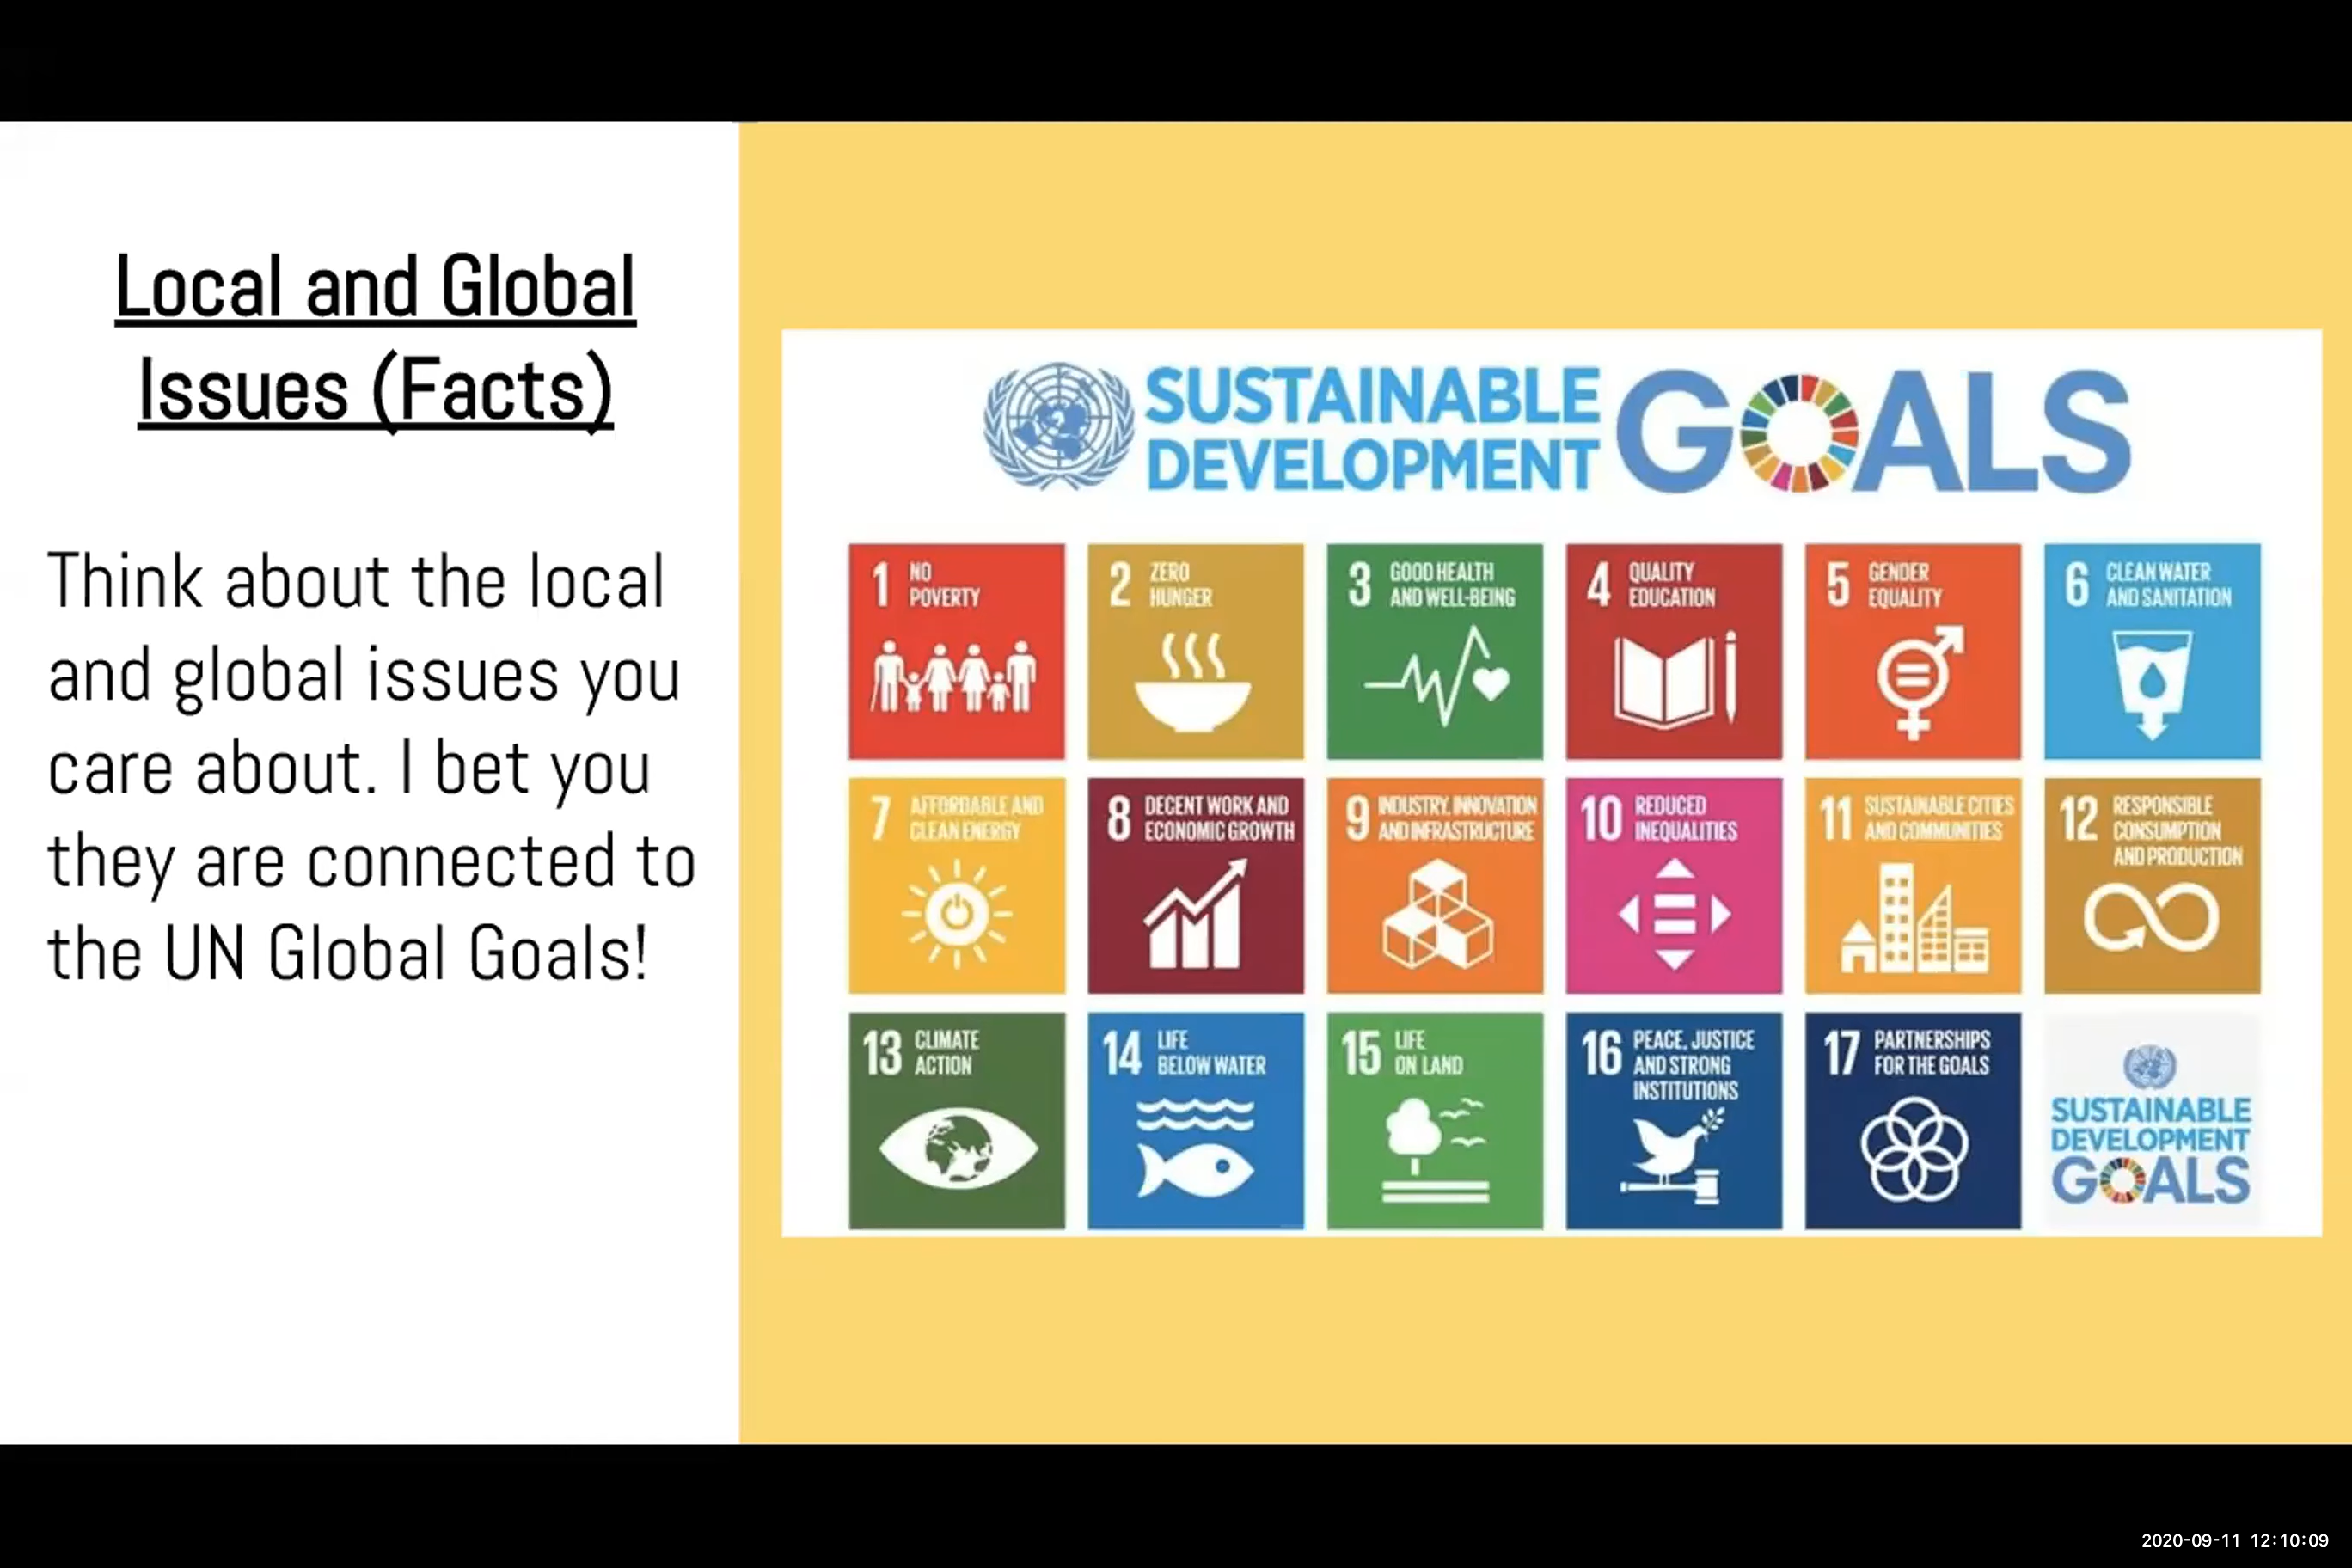 Local and Global
Issues (Facts)
Think about the local
and global issues you
care about. I bet you
they are connected to
the UN Global Goals!
SUSTAINABLE
DEVELOPMENT
GOALS
1 NO
POVERTY
2 ZERO
HUNGER
3 GOOD HEALTH
AND WELL-BEING
4 QUALITY
EDUCATION
5 GENDER
EQUALITY
6 CLEAN WATER
AND SANITATION
7 AFFORDABLE AND
CLEAN ENERGY
8 DECENT WORK AND
ECONOMIC GROWTH
9 INDUSTRY, INNOVATION
AND INFRASTRUCTURE
10 REDUCED
INEQUALITIES
11 SUSTAINABLE CITIES
AND COMMUNITIES
12 RESPONSIBLE
CONSUMPTION
AND PRODUCTION
13 CLIMATE
ACTION
14 LIFE
BELOW WATER
15 LIFE
ON LAND
16 PEACE, JUSTICE
AND STRONG
INSTITUTIONS
17 PARTNERSHIPS
FOR THE GOALS
SUSTAINABLE
DEVELOPMENT
GOALS
2020-09-11 12:10:09